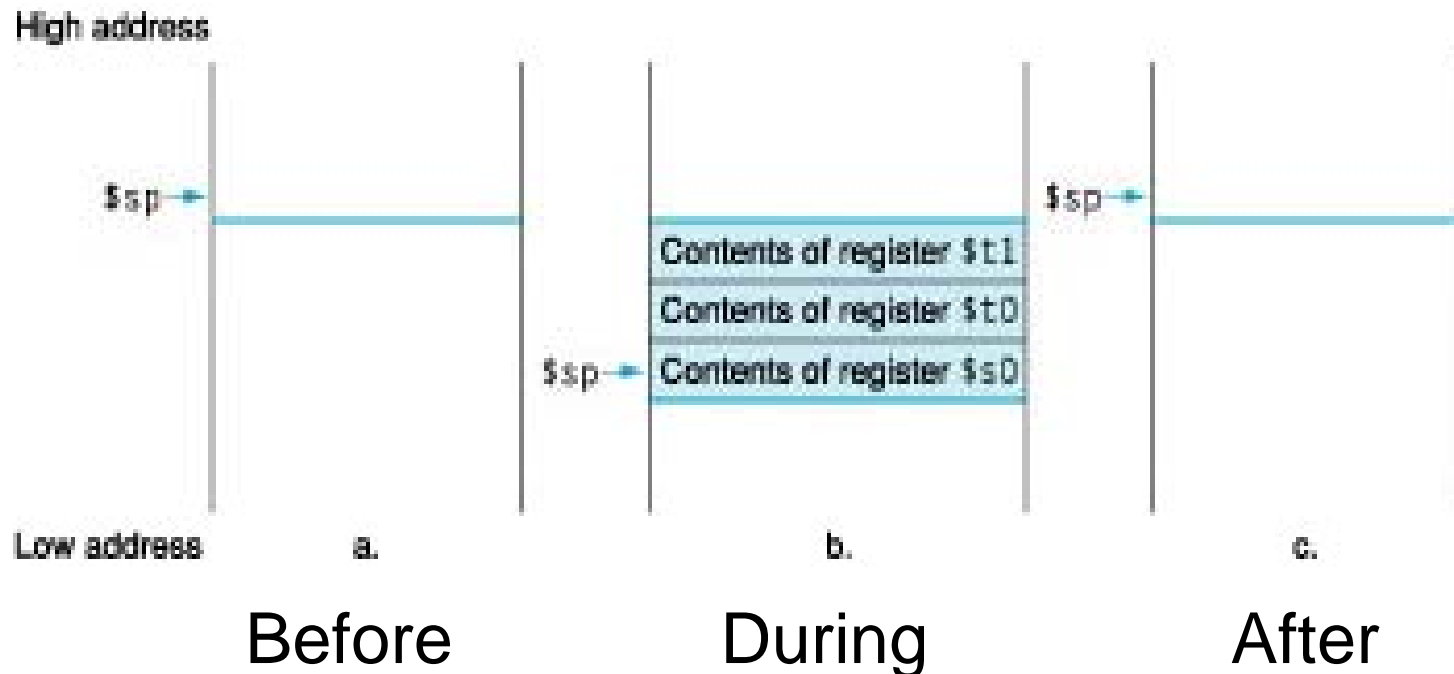 High address
$sp
$sp
Contents of register $t1
Contents of register $t0
Contents of register $s0
$sp
Low address
a.
b.
c.
Before
During
After